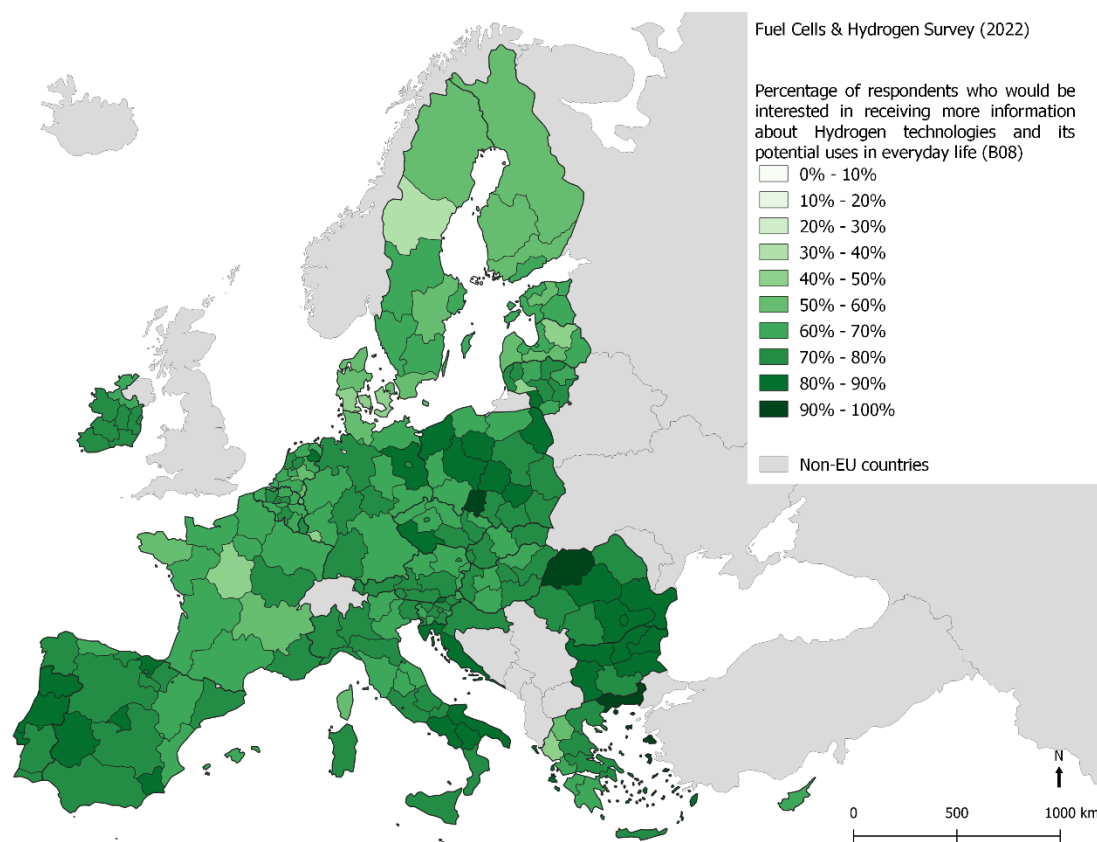 Fuel Cells & Hydrogen Survey (2022)
Percentage of respondents who would be
interested in receiving more information
about Hydrogen technologies and its
potential uses in everyday life (B08)
0% - 10%
10% - 20%
20% - 30%
30% - 40%
40% - 50%
50% - 60%
60% - 70%
70% - 80%
80% - 90%
90% - 100%
Non-EU countries
N
0 500 1000 km